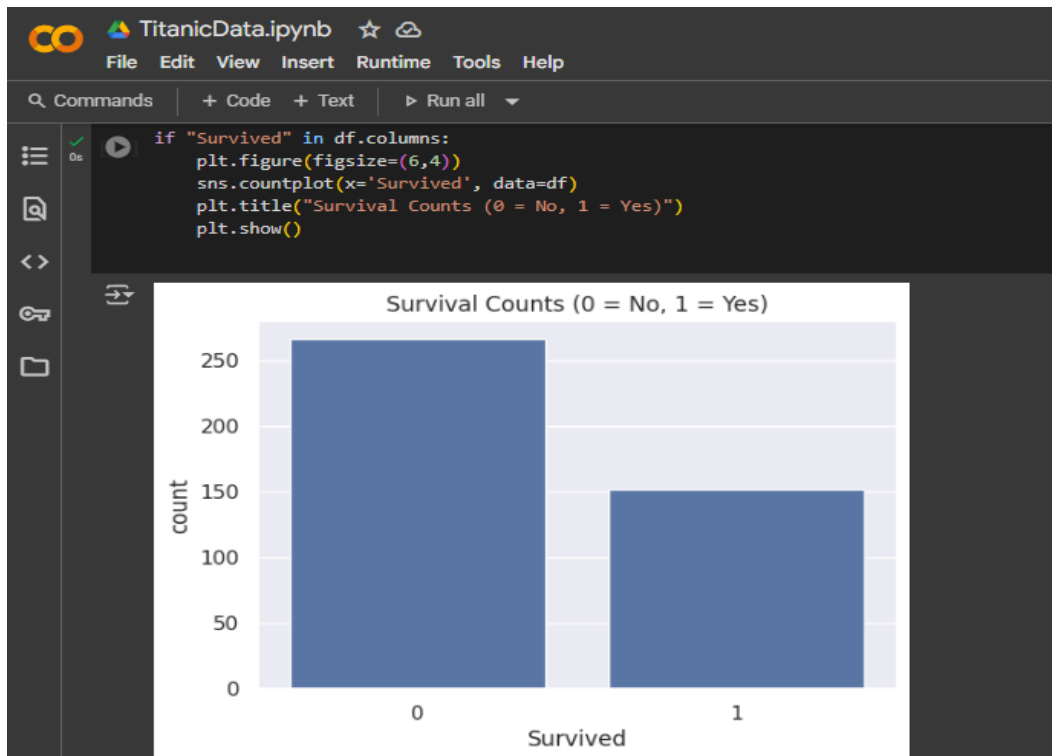 TitanicData.ipynb
File Edit View Insert Runtime Tools Help
Commands + Code + Text Run all
0s
if "Survived" in df.columns:
    plt.figure(figsize=(6,4))
    sns.countplot(x='Survived', data=df)
    plt.title("Survival Counts (0 = No, 1 = Yes)")
    plt.show()
Survival Counts (0 = No, 1 = Yes)
250
200
150
100
50
0
count
0 1
Survived